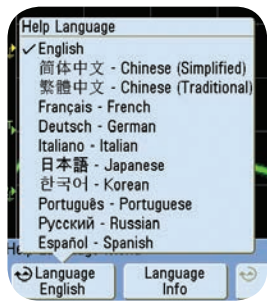 Help Language
✓ English
简体中文 - Chinese (Simplified)
繁體中文 - Chinese (Traditional)
Français - French
Deutsch - German
Italiano - Italian
日本語 - Japanese
한국어 - Korean
Português - Portuguese
Русский - Russian
Español - Spanish
Language
English
Language
Info